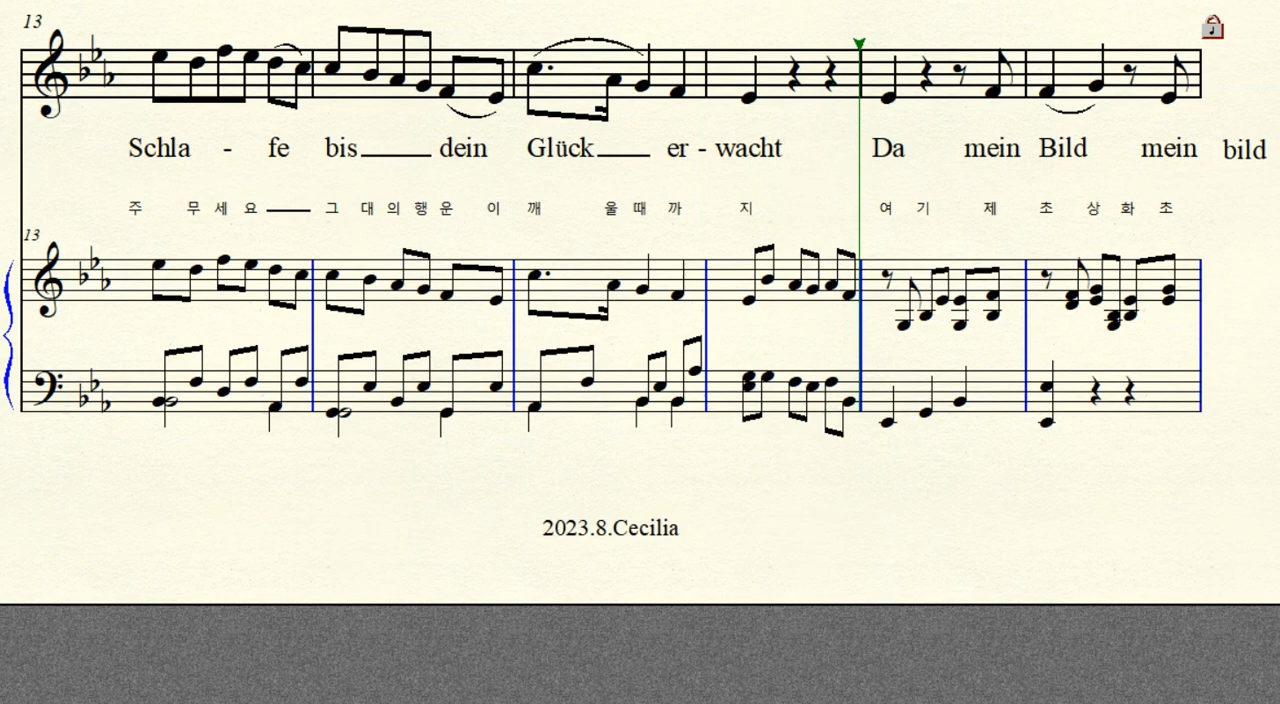 13
Schla - fe bis dein Glück er - wacht Da mein Bild mein bild
주 무 세 요 그 대 의 행 운 이 깨 울 때 까 지 여 기 제 초 상 화 초
13
2023.8.Cecilia